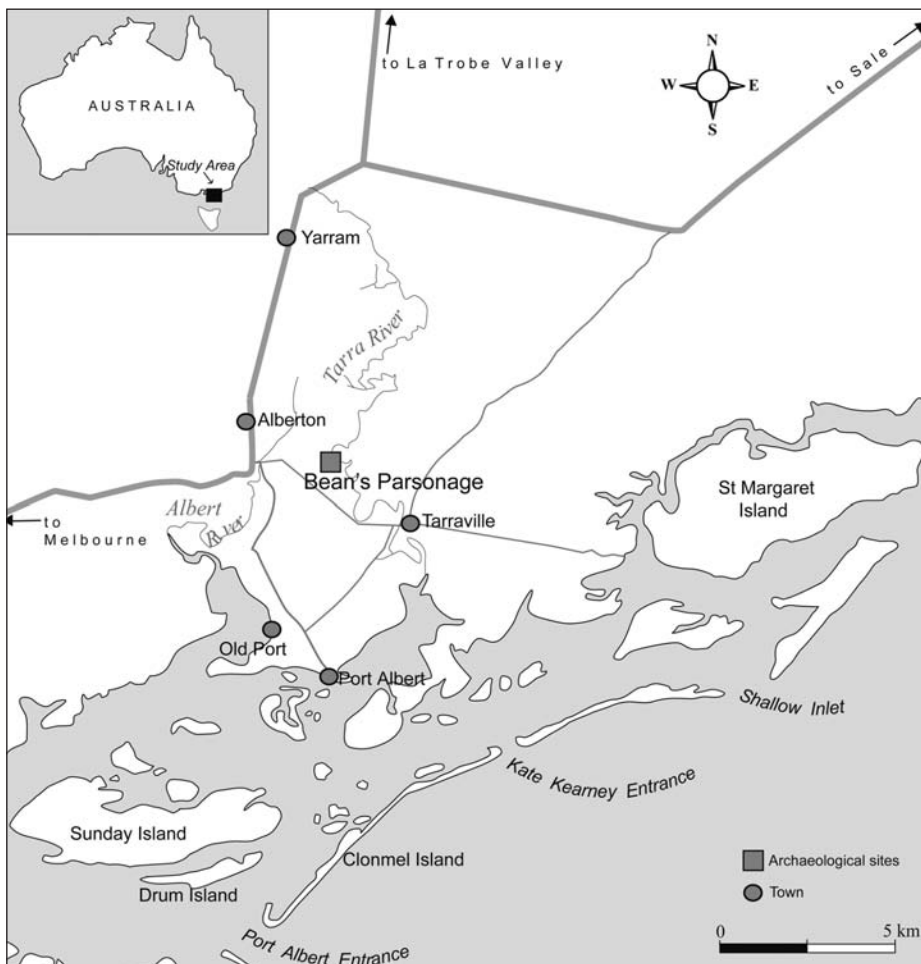 AUSTRALIA
Study Area
to La Trobe Valley
N
W E
S
to Sale
Yarram
Tarra River
Alberton
Bean's Parsonage
Albert
River
to
Melbourne
Tarraville
St Margaret
Island
Old Port
Port Albert
Shallow Inlet
Kate Kearney Entrance
Sunday Island
Clonmel Island
Drum Island
Port Albert Entrance
Archaeological sites
Town
0 5 km